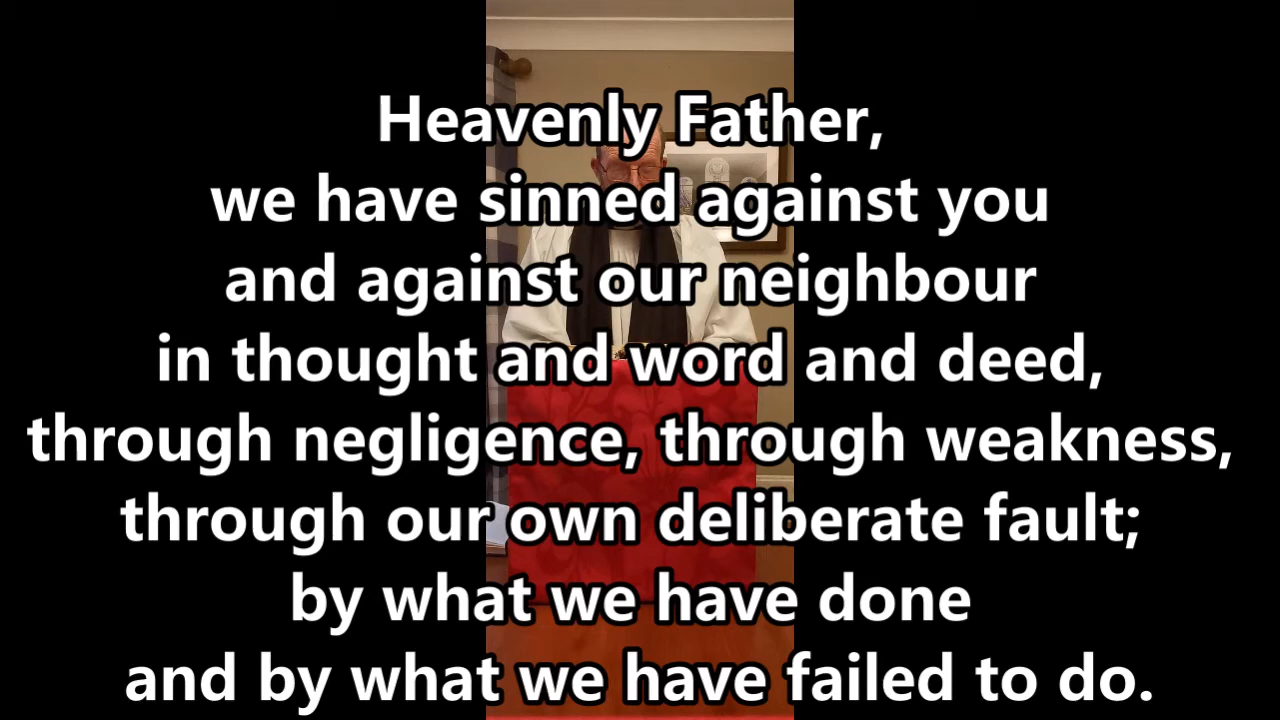 Heavenly Father,
we have sinned against you
and against our neighbour
in thought and word and deed,
through negligence, through weakness,
through our own deliberate fault;
by what we have done
and by what we have failed to do.